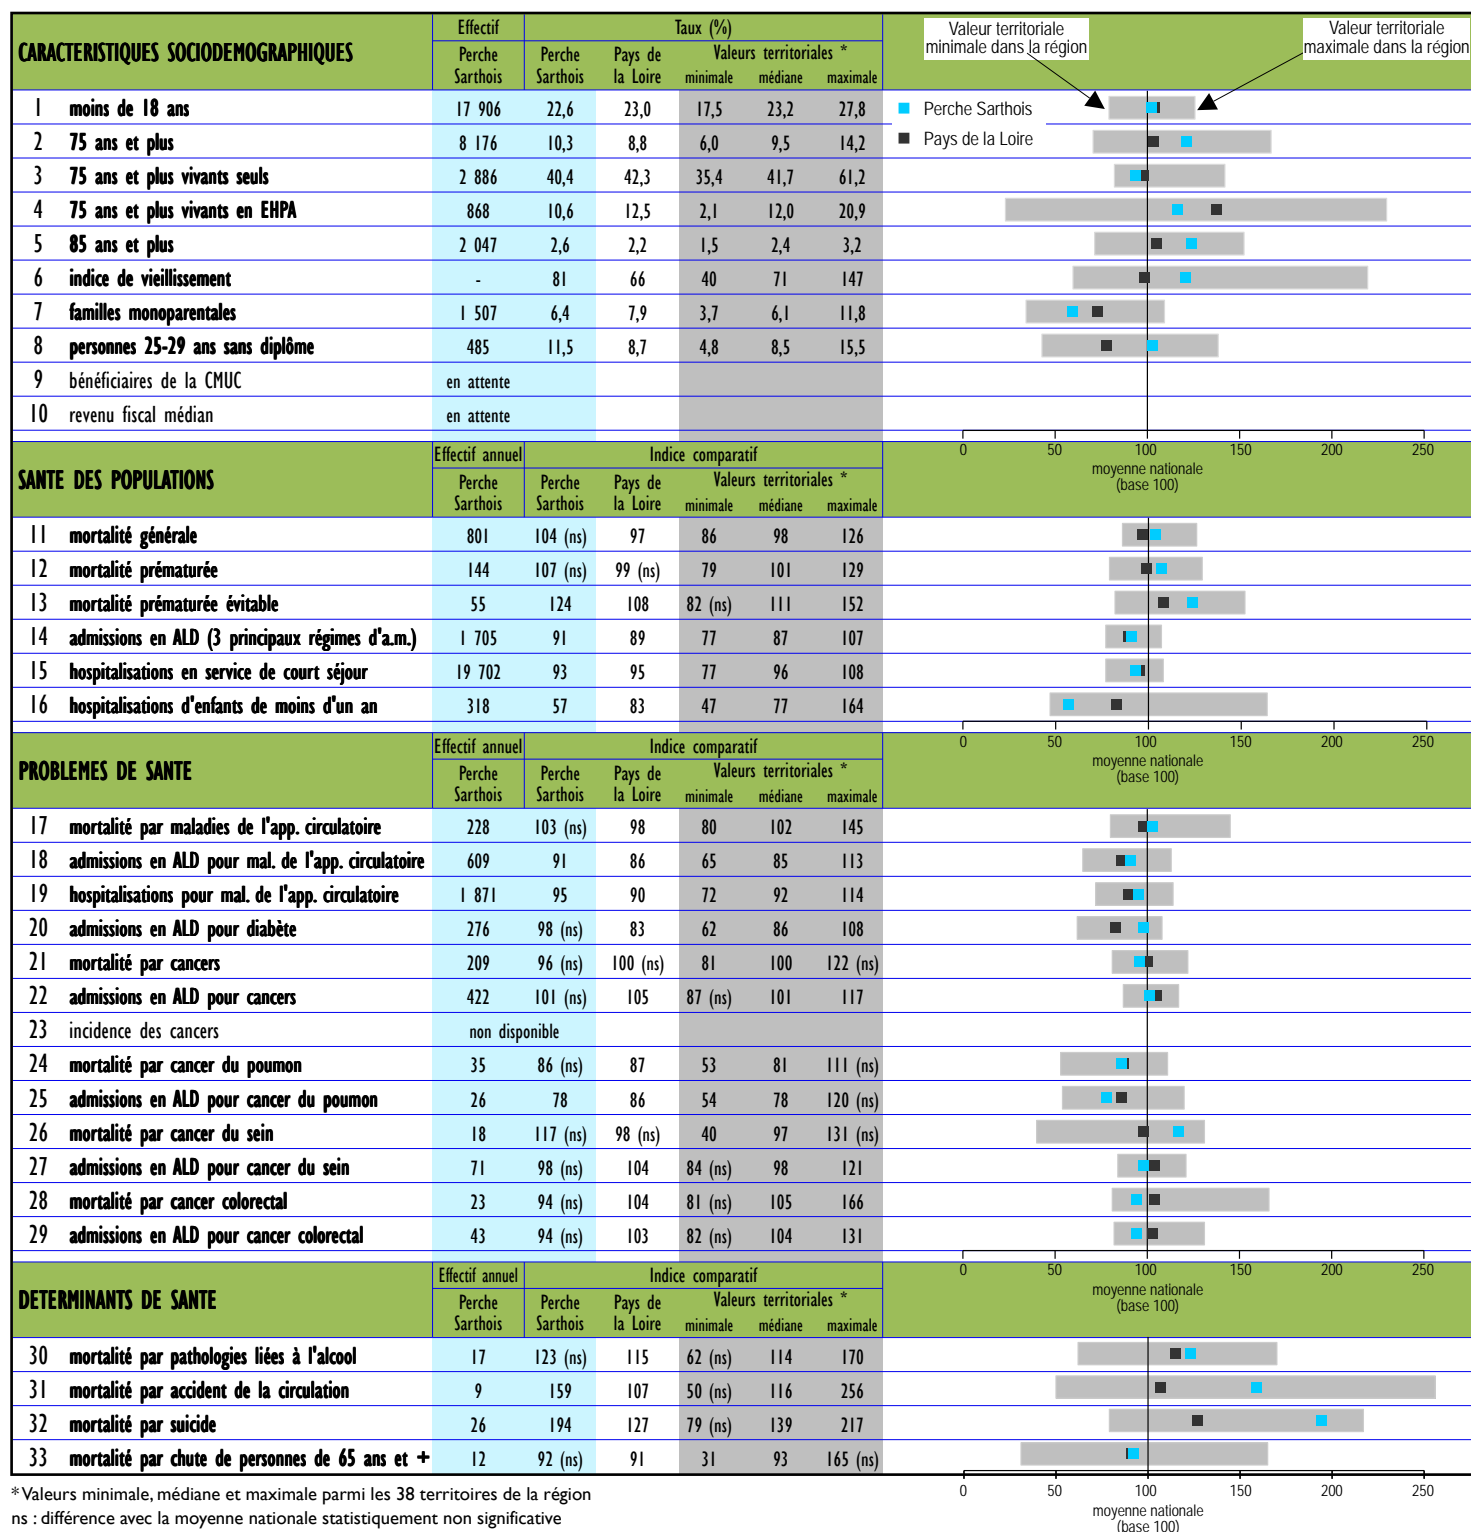 CARACTERISTIQUES SOCIODEMOGRAPHIQUES
Effectif Taux (%)
Perche Sarthois Perche Sarthois Pays de la Loire Valeurs territoriales *
minimale médiane maximale
Valeur territoriale minimale dans la région
Valeur territoriale maximale dans la région
1 moins de 18 ans 17 906 22,6 23,0 17,5 23,2 27,8
Perche Sarthois
2 75 ans et plus 8 176 10,3 8,8 6,0 9,5 14,2
Pays de la Loire
3 75 ans et plus vivants seuls 2 886 40,4 42,3 35,4 41,7 61,2
4 75 ans et plus vivants en EHPA 868 10,6 12,5 2,1 12,0 20,9
5 85 ans et plus 2 047 2,6 2,2 1,5 2,4 3,2
6 indice de vieillissement - 81 66 40 71 147
7 familles monoparentales 1 507 6,4 7,9 3,7 6,1 11,8
8 personnes 25-29 ans sans diplôme 485 11,5 8,7 4,8 8,5 15,5
9 bénéficiaires de la CMUC en attente
10 revenu fiscal médian en attente
0 50 100 150 200 250
moyenne nationale
(base 100)
SANTE DES POPULATIONS
Effectif annuel Indice comparatif
Perche Sarthois Perche Sarthois Pays de la Loire Valeurs territoriales *
minimale médiane maximale
11 mortalité générale 801 104 (ns) 97 86 98 126
12 mortalité prématurée 144 107 (ns) 99 (ns) 79 101 129
13 mortalité prématurée évitable 55 124 108 82 (ns) 111 152
14 admissions en ALD (3 principaux régimes d'a.m.) 1 705 91 89 77 87 107
15 hospitalisations en service de court séjour 19 702 93 95 77 96 108
16 hospitalisations d'enfants de moins d'un an 318 57 83 47 77 164
0 50 100 150 200 250
moyenne nationale
(base 100)
PROBLEMES DE SANTE
Effectif annuel Indice comparatif
Perche Sarthois Perche Sarthois Pays de la Loire Valeurs territoriales *
minimale médiane maximale
17 mortalité par maladies de l'app. circulatoire 228 103 (ns) 98 80 102 145
18 admissions en ALD pour mal. de l'app. circulatoire 609 91 86 65 85 113
19 hospitalisations pour mal. de l'app. circulatoire 1 871 95 90 72 92 114
20 admissions en ALD pour diabète 276 98 (ns) 83 62 86 108
21 mortalité par cancers 209 96 (ns) 100 (ns) 81 100 122 (ns)
22 admissions en ALD pour cancers 422 101 (ns) 105 87 (ns) 101 117
23 incidence des cancers non disponible
24 mortalité par cancer du poumon 35 86 (ns) 87 53 81 111 (ns)
25 admissions en ALD pour cancer du poumon 26 78 86 54 78 120 (ns)
26 mortalité par cancer du sein 18 117 (ns) 98 (ns) 40 97 131 (ns)
27 admissions en ALD pour cancer du sein 71 98 (ns) 104 84 (ns) 98 121
28 mortalité par cancer colorectal 23 94 (ns) 104 81 (ns) 105 166
29 admissions en ALD pour cancer colorectal 43 94 (ns) 103 82 (ns) 104 131
0 50 100 150 200 250
moyenne nationale
(base 100)
DETERMINANTS DE SANTE
Effectif annuel Indice comparatif
Perche Sarthois Perche Sarthois Pays de la Loire Valeurs territoriales *
minimale médiane maximale
30 mortalité par pathologies liées à l'alcool 17 123 (ns) 115 62 (ns) 114 170
31 mortalité par accident de la circulation 9 159 107 50 (ns) 116 256
32 mortalité par suicide 26 194 127 79 (ns) 139 217
33 mortalité par chute de personnes de 65 ans et + 12 92 (ns) 91 31 93 165 (ns)
0 50 100 150 200 250
moyenne nationale
(base 100)
* Valeurs minimale, médiane et maximale parmi les 38 territoires de la région
ns : différence avec la moyenne nationale statistiquement non significative